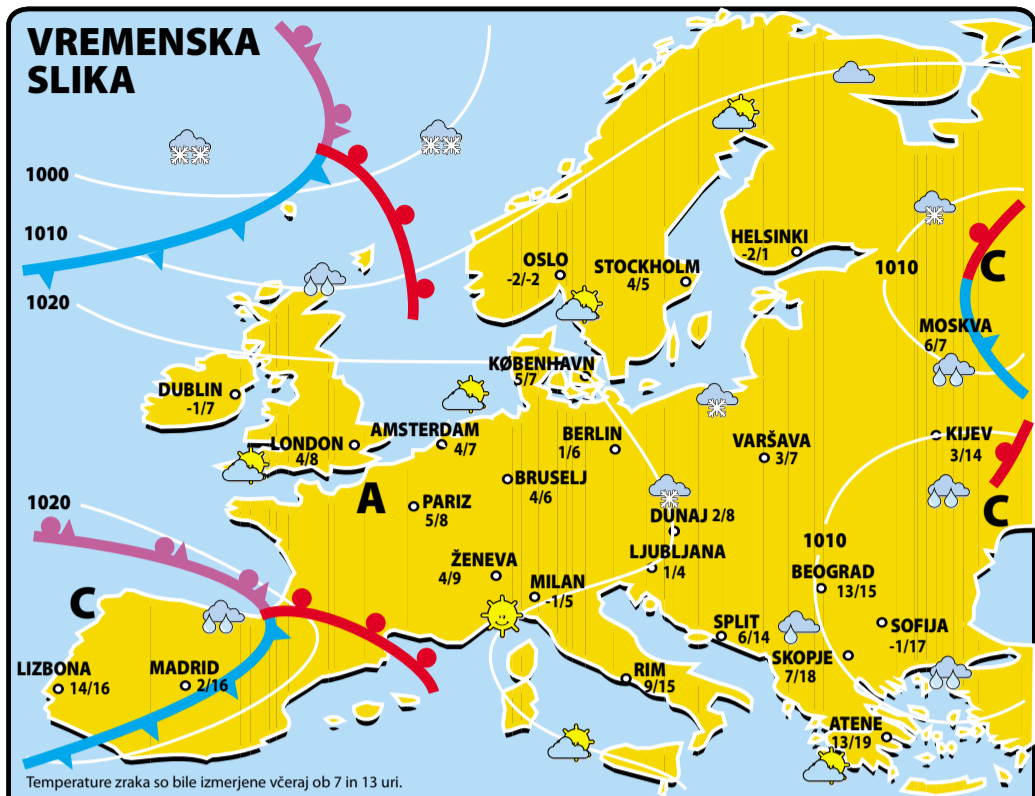 VREMENSKA
SLIKA
1000
1010
1020
OSLO
-2/-2
STOCKHOLM
4/5
HELSINKI
-2/1
1010
C
MOSKVA
6/7
KØBENHAVN
5/7
DUBLIN
-1/7
LONDON
4/8
AMSTERDAM
4/7
BERLIN
1/6
VARŠAVA
3/7
KIJEV
3/14
BRUSELJ
4/6
A
PARIZ
5/8
1020
DUNAJ 2/8
C
LJUBLJANA
1/4
1010
BEOGRAD
13/15
ŽENEVA
4/9
MILAN
-1/5
C
SPLIT
6/14
SOFIJA
-1/17
SKOPJE
7/18
LIZBONA
14/16
MADRID
2/16
RIM
9/15
ATENE
13/19
Temperature zraka so bile izmerjene včeraj ob 7 in 13 uri.